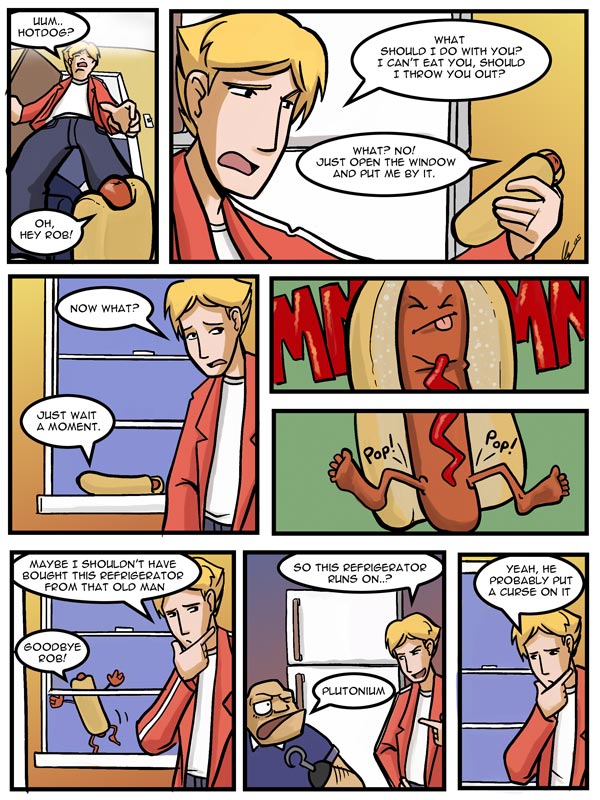 UUM..
HOTDOG?
OH,
HEY ROB!
WHAT
SHOULD I DO WITH YOU?
I CAN'T EAT YOU, SHOULD
I THROW YOU OUT?
WHAT? NO!
JUST OPEN THE WINDOW
AND PUT ME BY IT.
NOW WHAT?
JUST WAIT
A MOMENT.
POP!
POP!
MAYBE I SHOULDN'T HAVE
BOUGHT THIS REFRIGERATOR
FROM THAT OLD MAN
GOODBYE
ROB!
SO THIS REFRIGERATOR
RUNS ON..?
PLUTONIUM
YEAH, HE
PROBABLY PUT
A CURSE ON IT